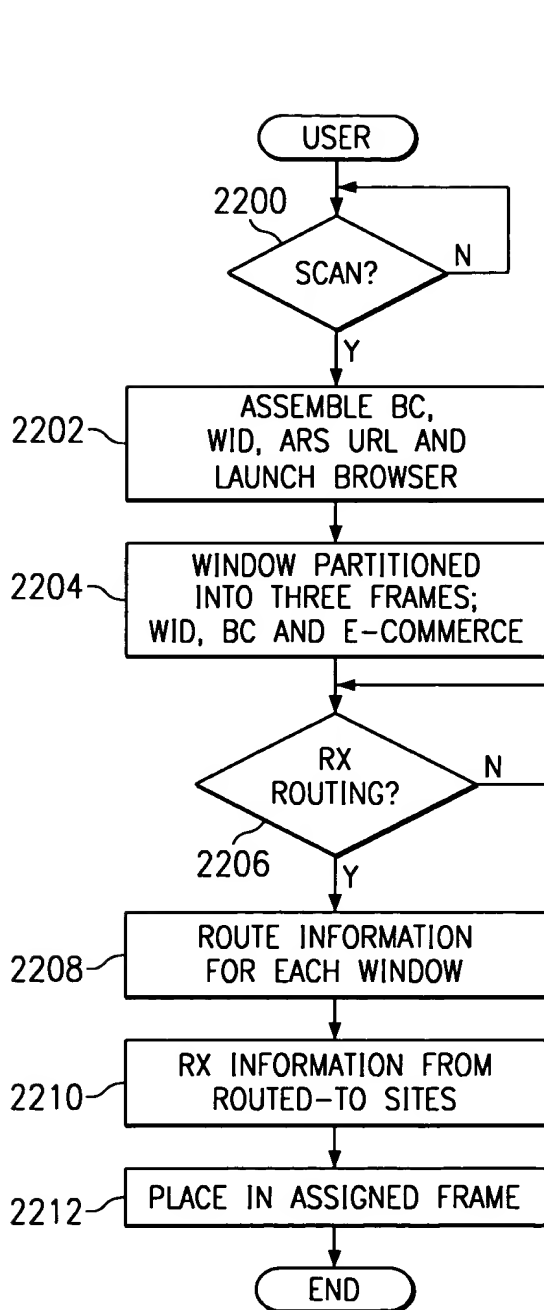 USER
2200
SCAN?
N
Y
2202
ASSEMBLE BC,
WID, ARS URL AND
LAUNCH BROWSER
2204
WINDOW PARTITIONED
INTO THREE FRAMES;
WID, BC AND E-COMMERCE
RX
ROUTING?
N
2206
Y
2208
ROUTE INFORMATION
FOR EACH WINDOW
2210
RX INFORMATION FROM
ROUTED-TO SITES
2212
PLACE IN ASSIGNED FRAME
END